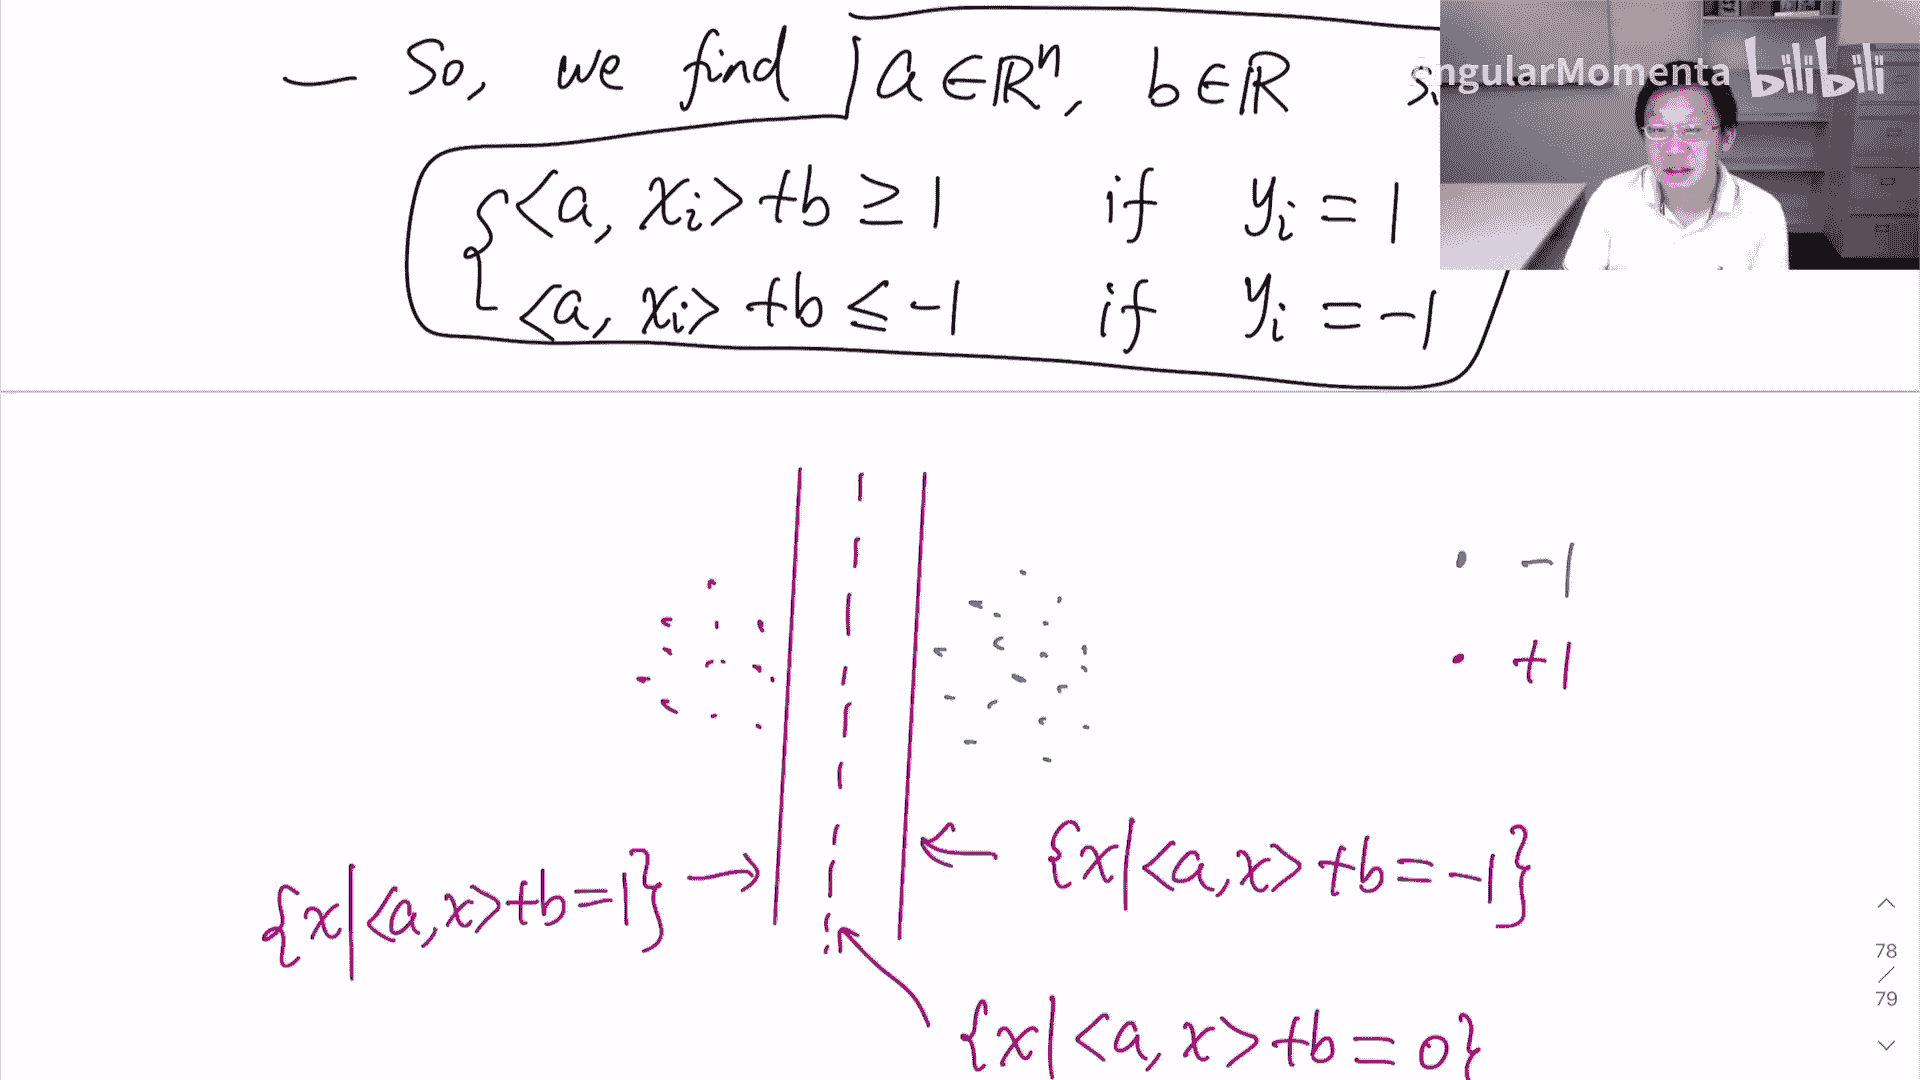 — So, we find a∈ℝⁿ, b∈ℝ
<a, xᵢ> +b ≥ 1 if yᵢ = 1
<a, xᵢ> +b ≤ -1 if yᵢ = -1
ngularMomenta bilibili
-1
+1
{x|<a,x>+b=1} → ← {x|<a,x>+b=-1}
{x|<a,x>+b=0}
78
/
79